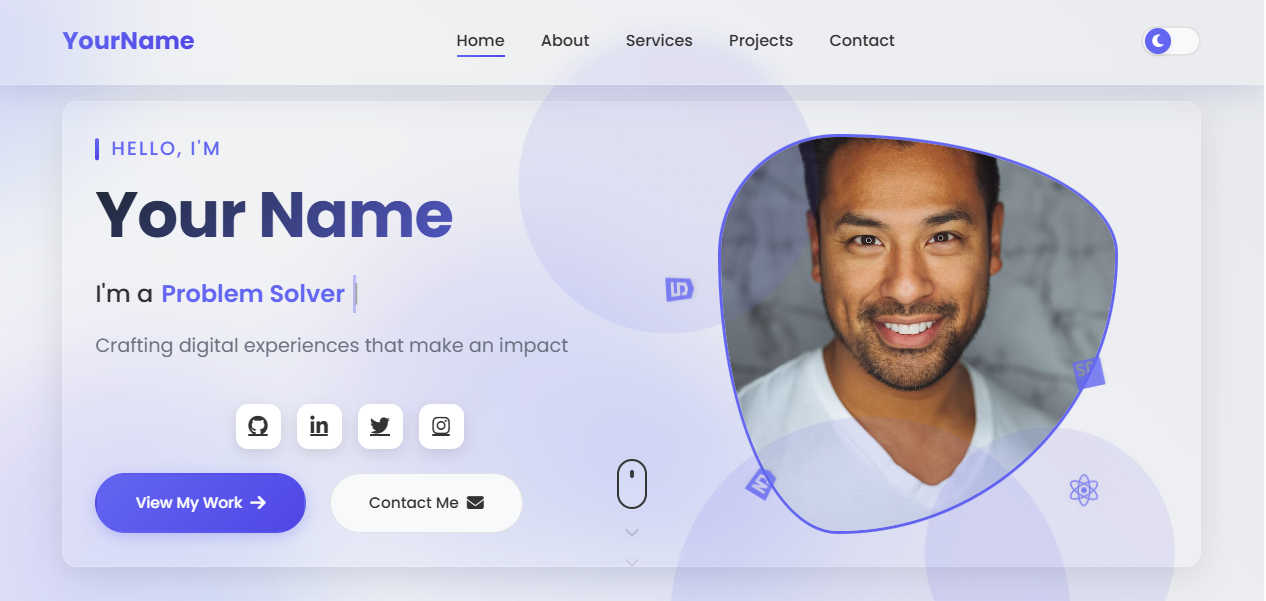 YourName
Home About Services Projects Contact
HELLO, I'M
Your Name
I'm a Problem Solver
Crafting digital experiences that make an impact
View My Work
Contact Me